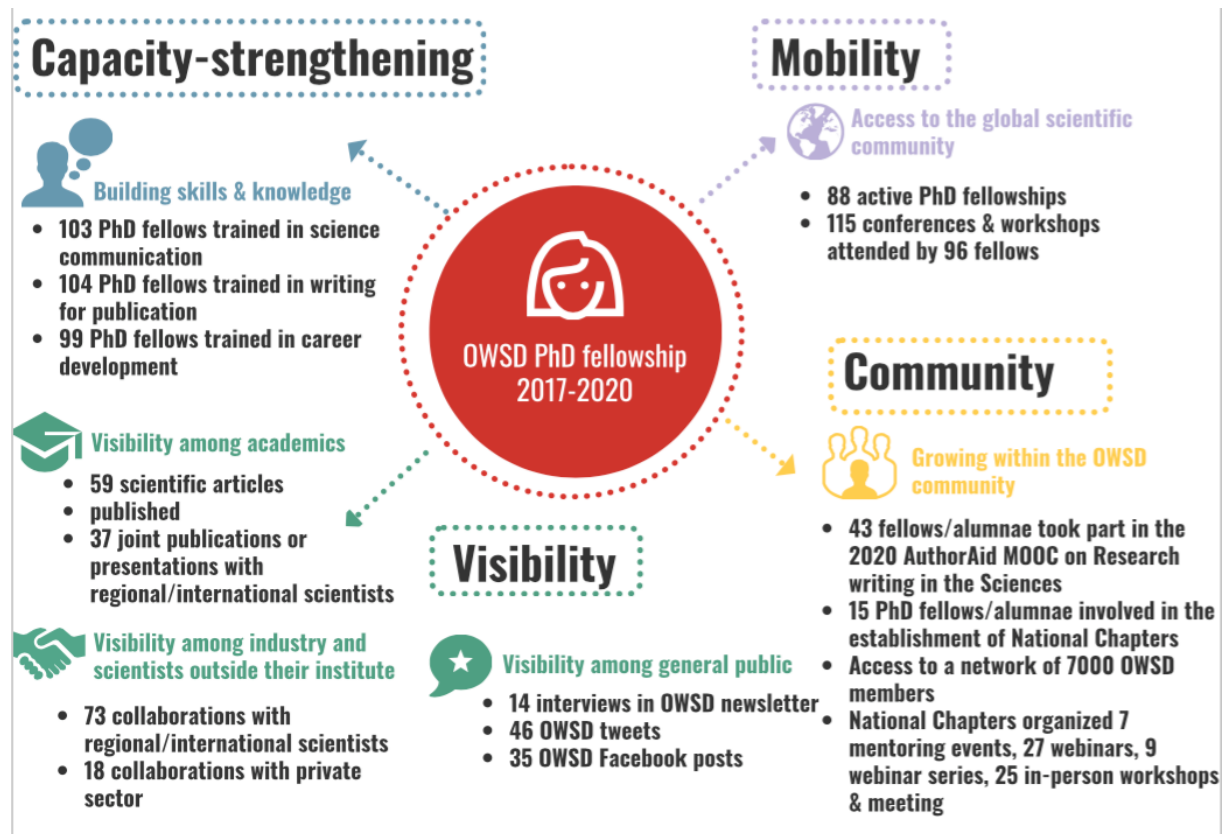 Capacity-strengthening
Building skills & knowledge
• 103 PhD fellows trained in science
communication
• 104 PhD fellows trained in writing
for publication
• 99 PhD fellows trained in career
development
Mobility
Access to the global scientific
community
• 88 active PhD fellowships
• 115 conferences & workshops
attended by 96 fellows
OWSD PhD fellowship
2017-2020
Community
Growing within the OWSD
community
• 43 fellows/alumnae took part in the
2020 AuthorAid MOOC on Research
writing in the Sciences
• 15 PhD fellows/alumnae involved in the
establishment of National Chapters
• Access to a network of 7000 OWSD
members
• National Chapters organized 7
mentoring events, 27 webinars, 9
webinar series, 25 in-person workshops
& meeting
Visibility
Visibility among academics
• 59 scientific articles
• published
• 37 joint publications or
presentations with
regional/international scientists
Visibility among industry and
scientists outside their institute
• 73 collaborations with
regional/international scientists
• 18 collaborations with private
sector
Visibility among general public
• 14 interviews in OWSD newsletter
• 46 OWSD tweets
• 35 OWSD Facebook posts